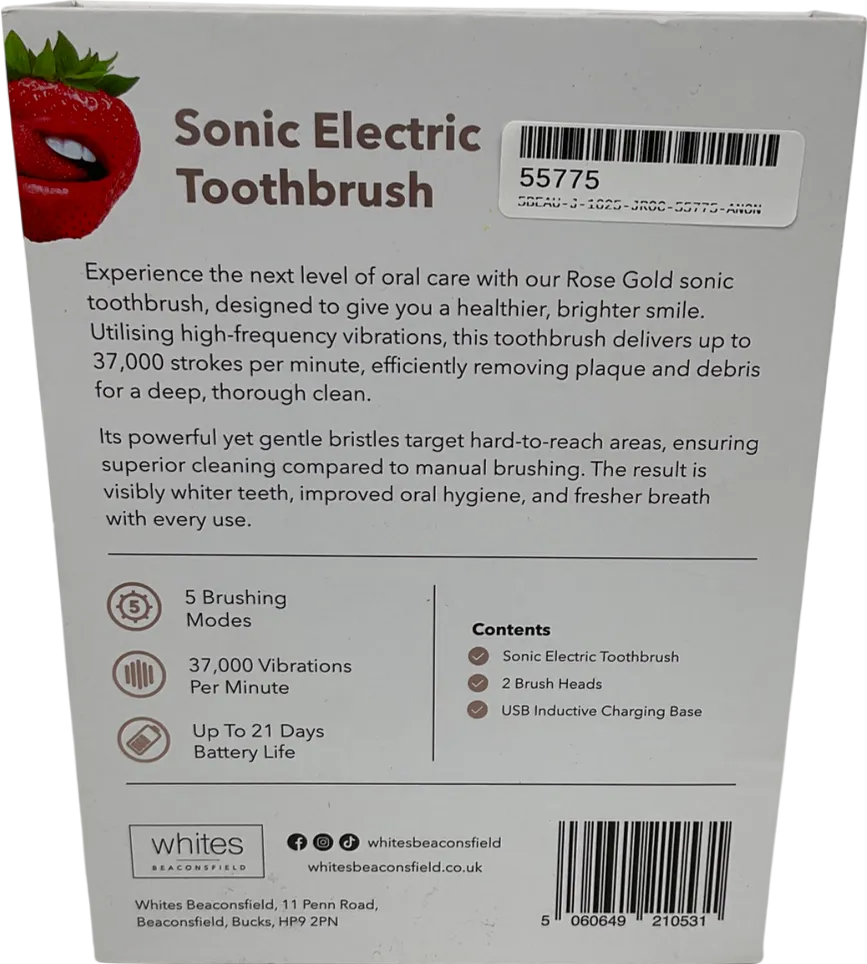 Sonic Electric
Toothbrush
55775
Experience the next level of oral care with our Rose Gold sonic
toothbrush, designed to give you a healthier, brighter smile.
Utilising high-frequency vibrations, this toothbrush delivers up to
37,000 strokes per minute, efficiently removing plaque and debris
for a deep, thorough clean.
Its powerful yet gentle bristles target hard-to-reach areas, ensuring
superior cleaning compared to manual brushing. The result is
visibly whiter teeth, improved oral hygiene, and fresher breath
with every use.
5
5 Brushing
Modes
37,000 Vibrations
Per Minute
Up To 21 Days
Battery Life
Contents
Sonic Electric Toothbrush
2 Brush Heads
USB Inductive Charging Base
whites
BEACONSFIELD
whitesbeaconsfield
whitesbeaconsfield.co.uk
Whites Beaconsfield, 11 Penn Road,
Beaconsfield, Bucks, HP9 2PN
5 060649 210531